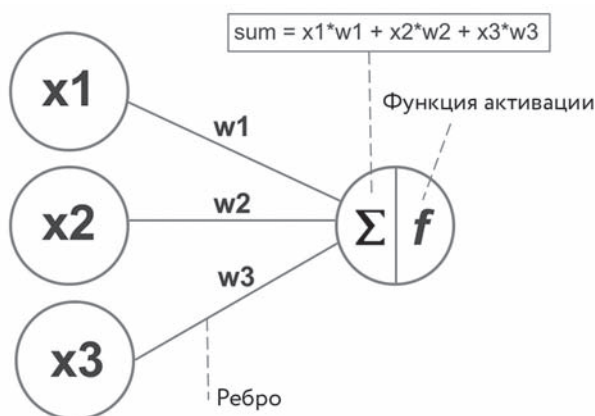 sum = x1*w1 + x2*w2 + x3*w3
Функция активации
x1
w1
x2
w2
Σ f
w3
x3
Ребро